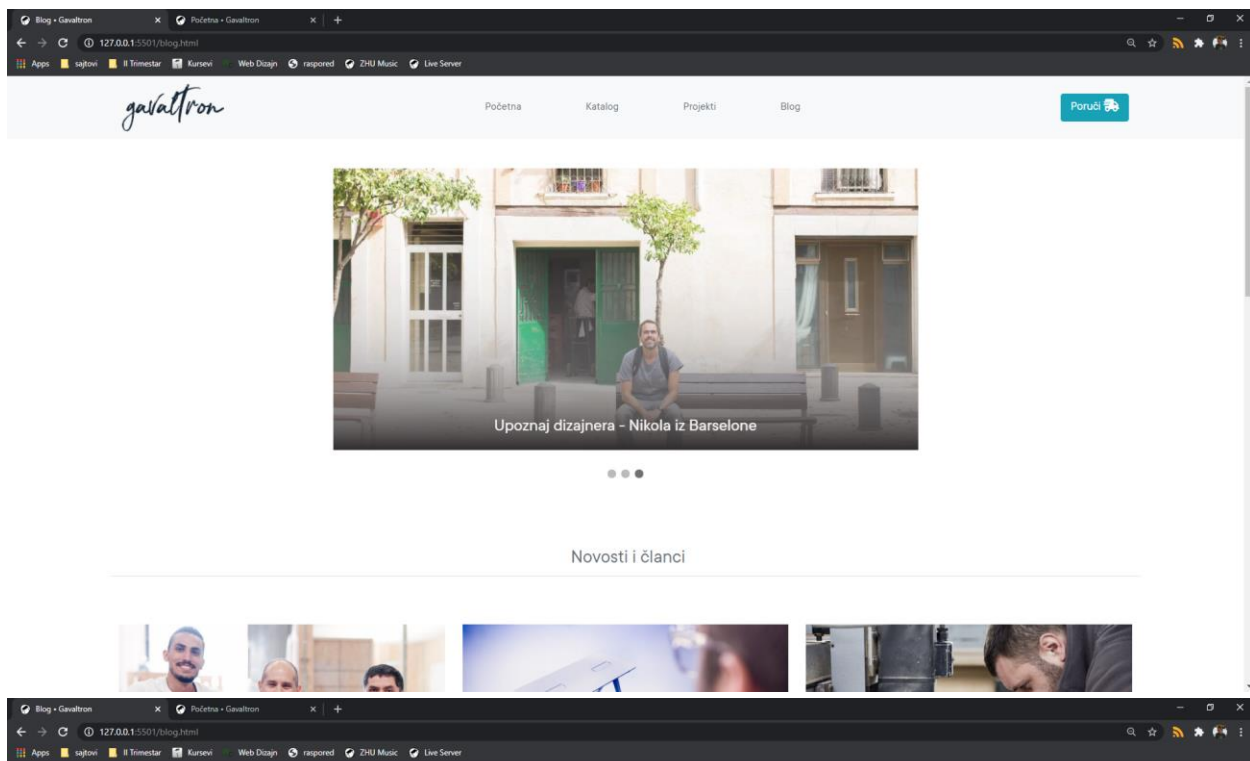 Blog • Gavaltron
Početna • Gavaltron
127.0.0.1:5501/blog.html
Apps sajtovi II Trimestar Kursevi Web Dizajn raspored ZHU Music Live Server
gavaltron
Početna Katalog Projekti Blog Poruči
Upoznaj dizajnera - Nikola iz Barselone
Novosti i članci
Blog • Gavaltron
Početna • Gavaltron
127.0.0.1:5501/blog.html
Apps sajtovi II Trimestar Kursevi Web Dizajn raspored ZHU Music Live Server